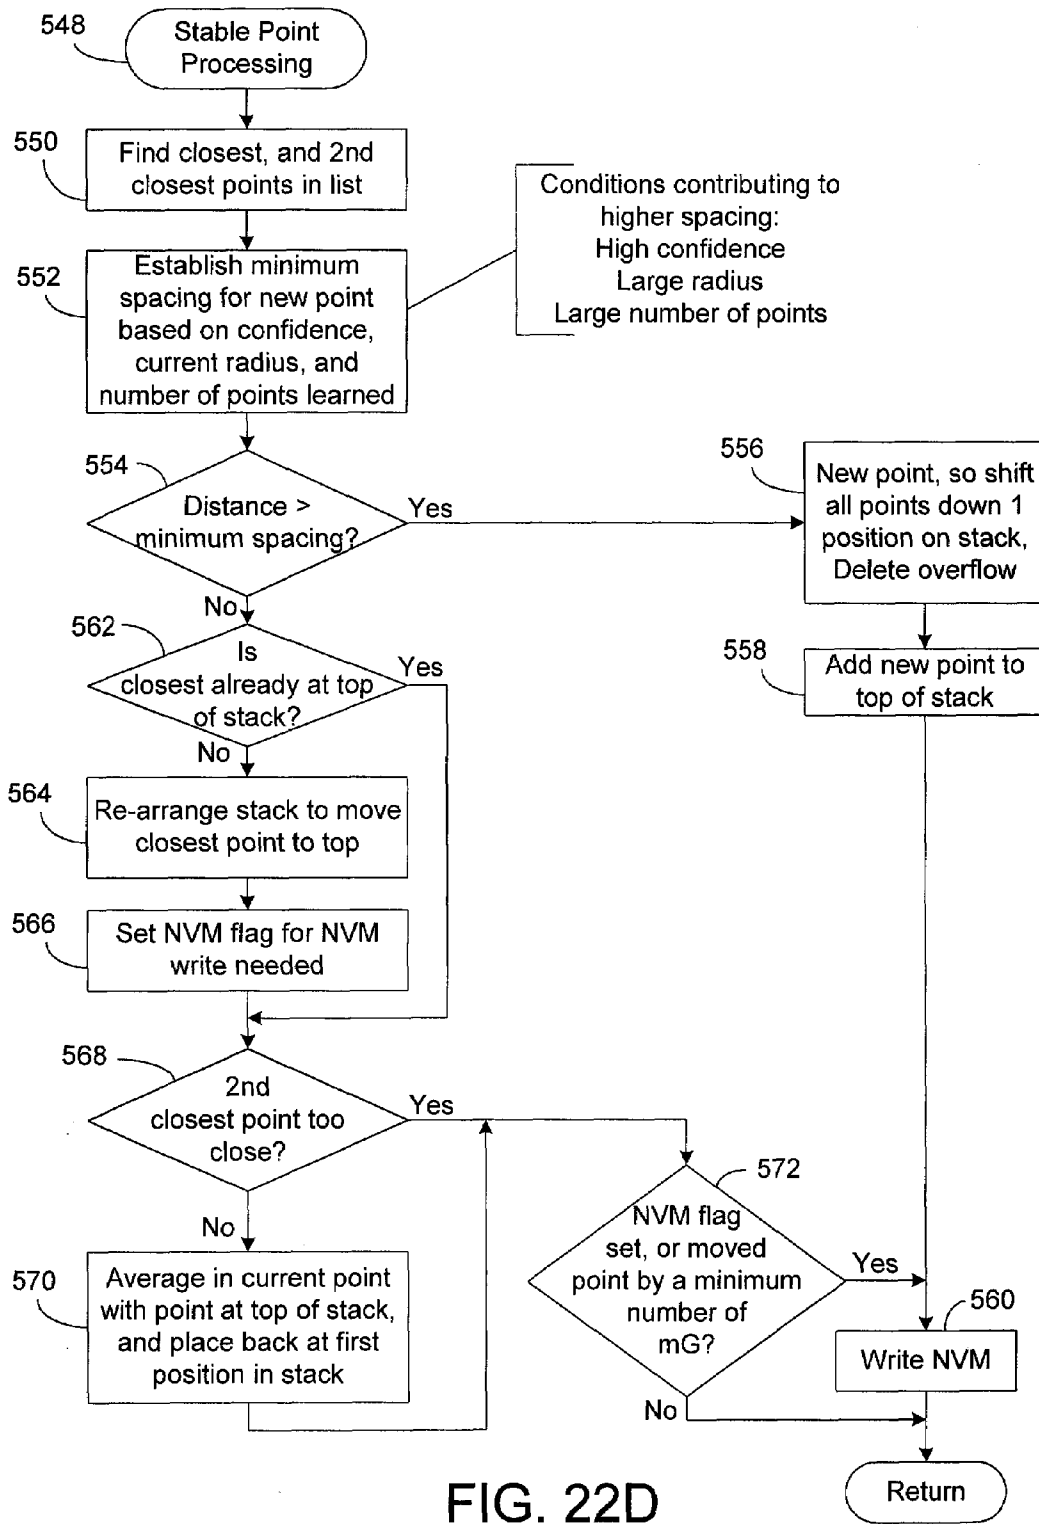 548
Stable Point
Processing
550
Find closest, and 2nd
closest points in list
552
Establish minimum
spacing for new point
based on confidence,
current radius, and
number of points learned
Conditions contributing to
higher spacing:
High confidence
Large radius
Large number of points
554
Distance >
minimum spacing?
Yes
No
556
New point, so shift
all points down 1
position on stack,
Delete overflow
558
Add new point to
top of stack
562
Is
closest already at top
of stack?
Yes
No
564
Re-arrange stack to move
closest point to top
566
Set NVM flag for NVM
write needed
568
2nd
closest point too
close?
Yes
No
570
Average in current point
with point at top of stack,
and place back at first
position in stack
572
NVM flag
set, or moved
point by a minimum
number of
mG?
Yes
No
560
Write NVM
Return
FIG. 22D